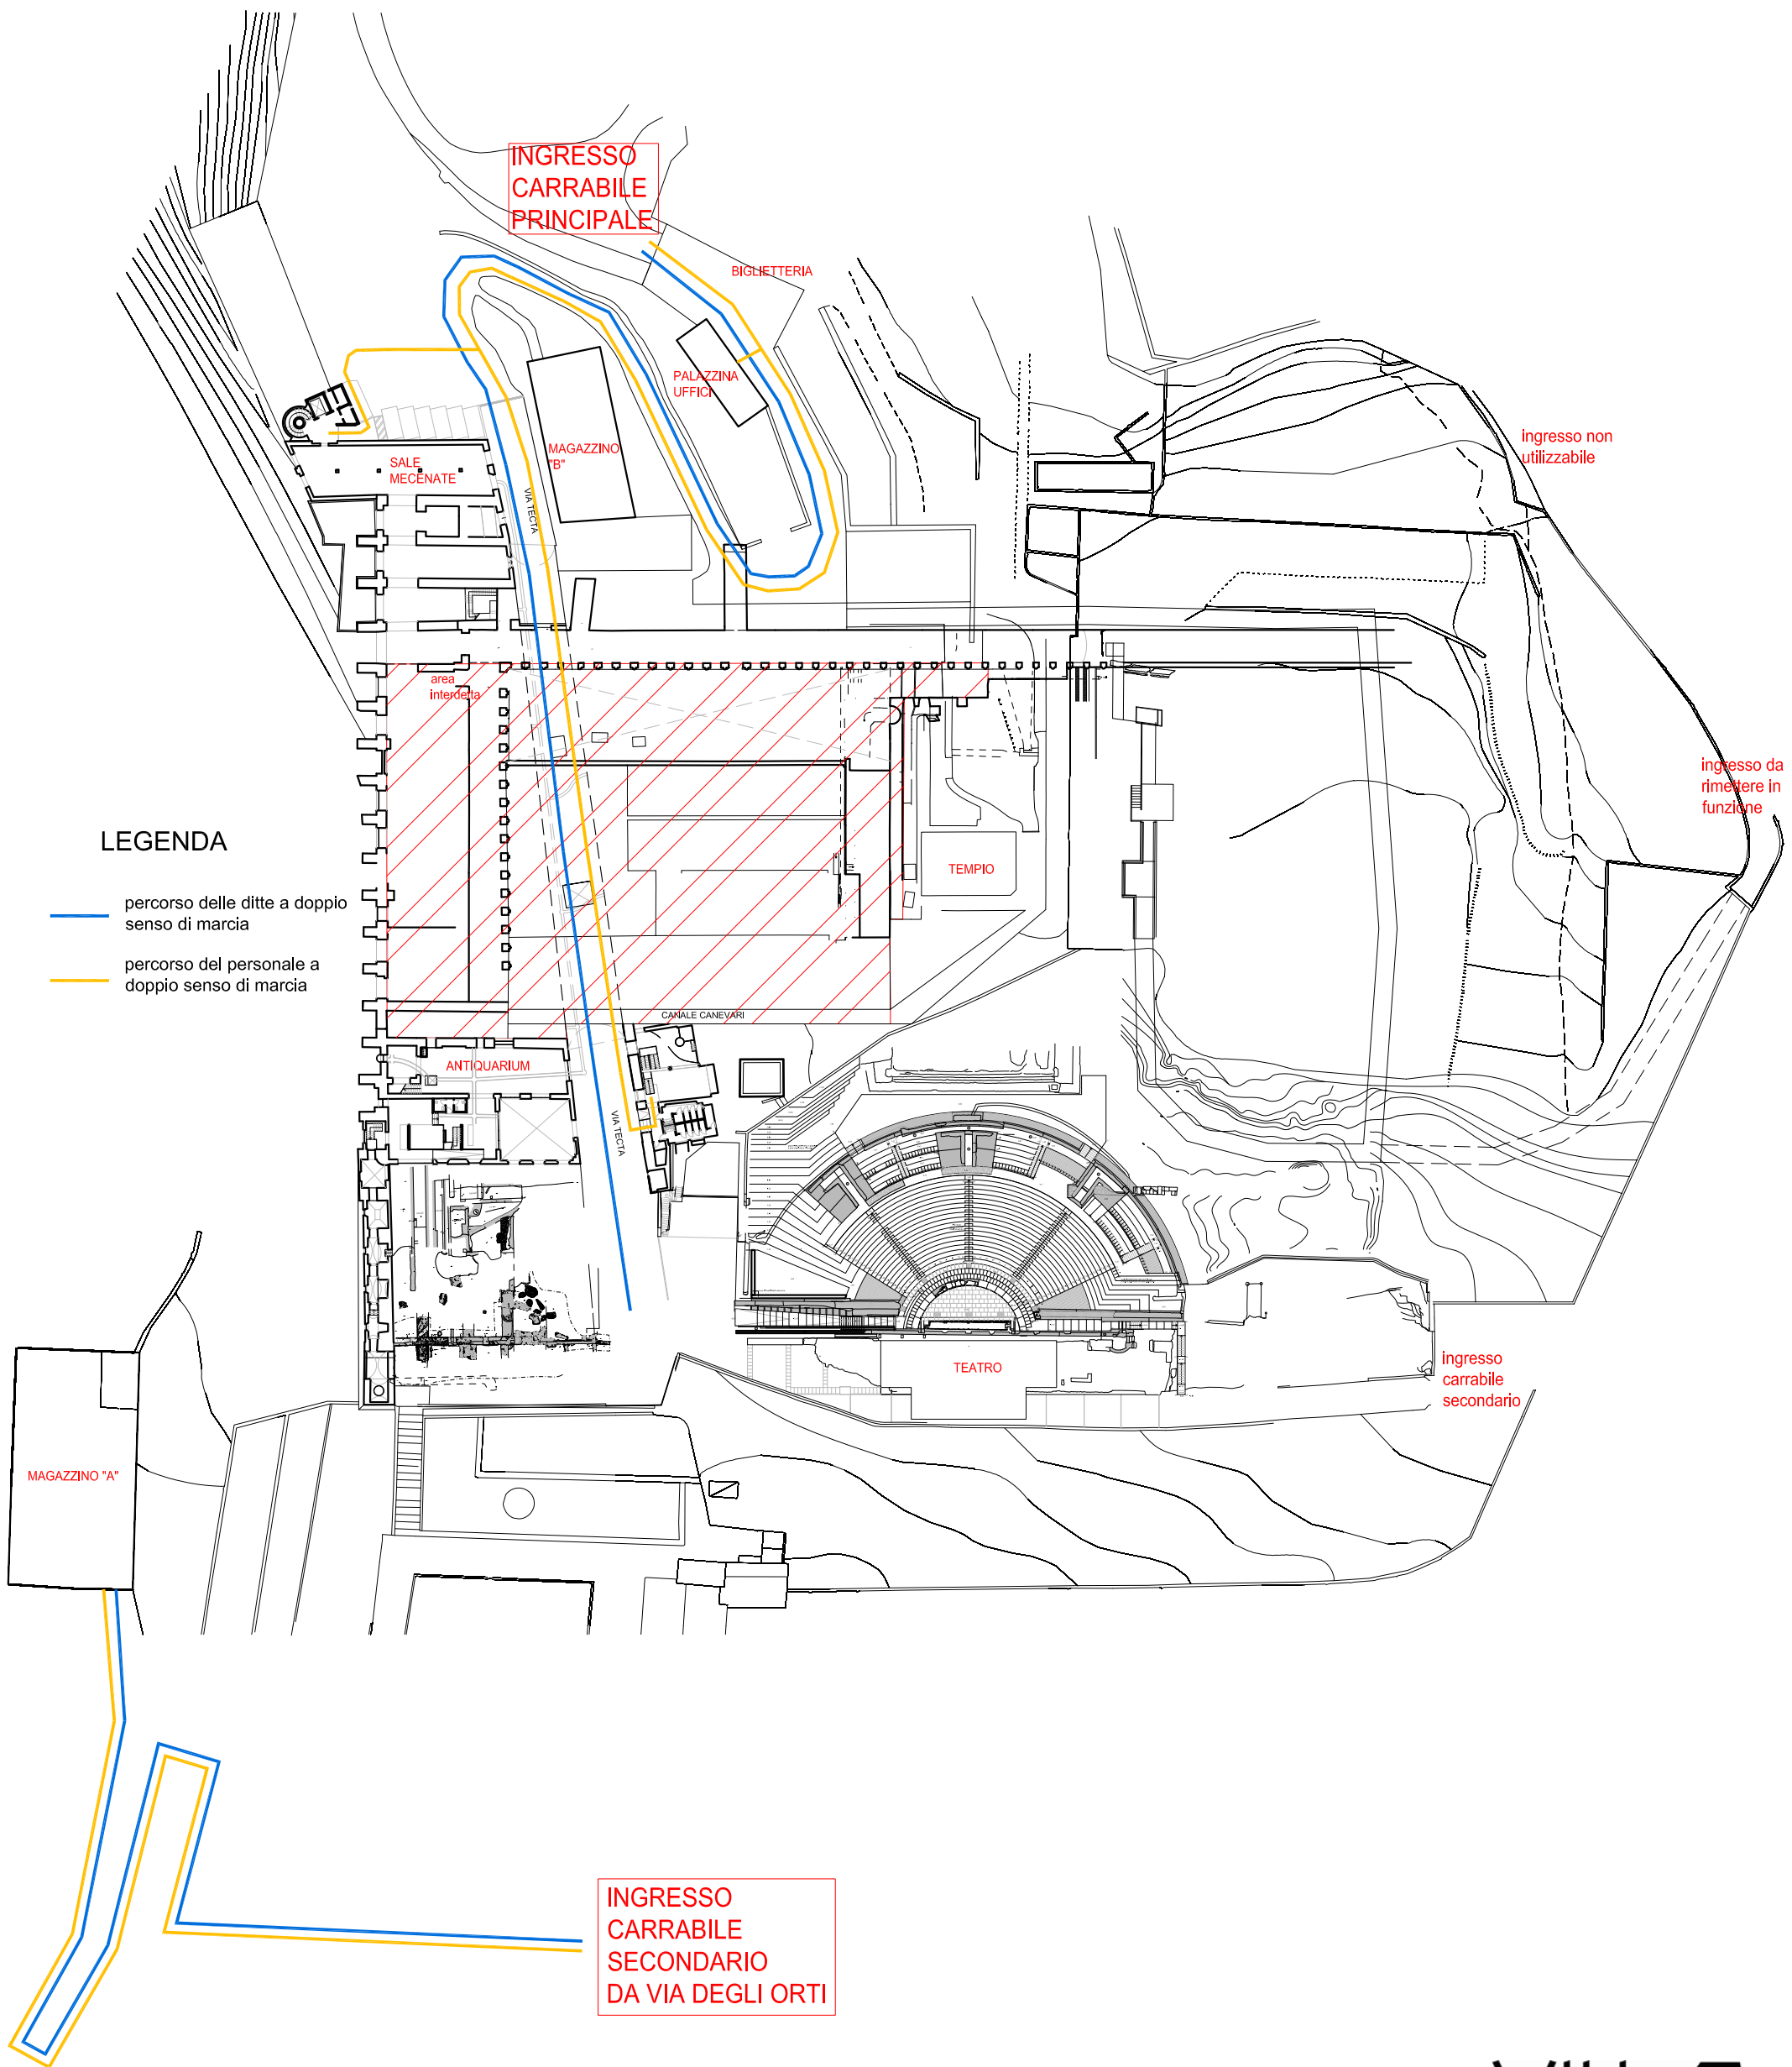 INGRESSO
CARRABILE
PRINCIPALE
BIGLIETTERIA
PALAZZINA
UFFICI
MAGAZZINO
"B"
SALE
MECENATE
VIA TECTA
ingresso non
utilizzabile
area
interdetta
ingresso da
rimettere in
funzione
LEGENDA
percorso delle ditte a doppio
senso di marcia
percorso del personale a
doppio senso di marcia
TEMPIO
CANALE CANEVARI
ANTIQUARIUM
VIA TECTA
TEATRO
ingresso
carrabile
secondario
MAGAZZINO "A"
INGRESSO
CARRABILE
SECONDARIO
DA VIA DEGLI ORTI